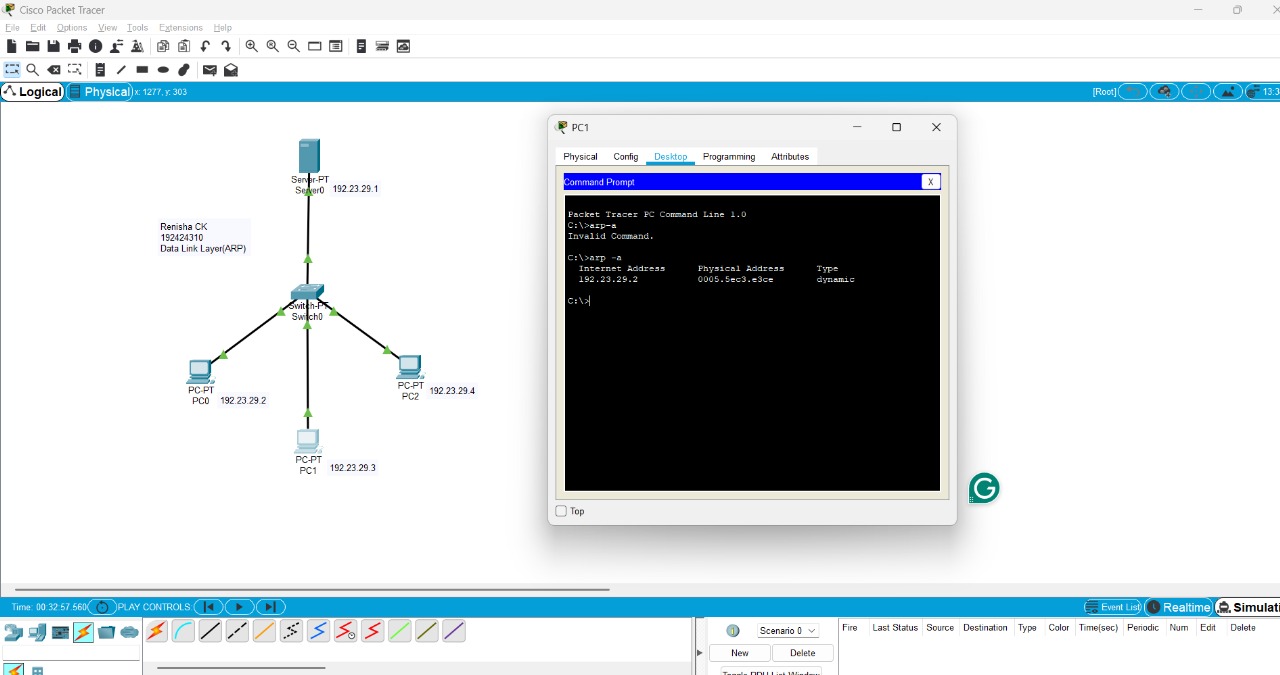 Cisco Packet Tracer
File Edit Options View Tools Extensions Help
Logical Physical x: 1277, y: 303 [Root]
PC1
Physical Config Desktop Programming Attributes
Command Prompt X
Packet Tracer PC Command Line 1.0
C:\>arp-a
Invalid Command.
C:\>arp -a
Internet Address Physical Address Type
192.23.29.2 0005.5ec3.e3ce dynamic
C:\>
Top
Server-PT
Server0
192.23.29.1
Renisha CK
192424310
Data Link Layer(ARP)
Switch-PT
Switch0
PC-PT
PC0
192.23.29.2
PC-PT
PC2
192.23.29.4
PC-PT
PC1
192.23.29.3
G
Time: 00:32:57.560 PLAY CONTROLS: Event List Realtime
Scenario 0
New Delete
Toggle PDU List Window
Fire Last Status Source Destination Type Color Time(sec) Periodic Num Edit Delete